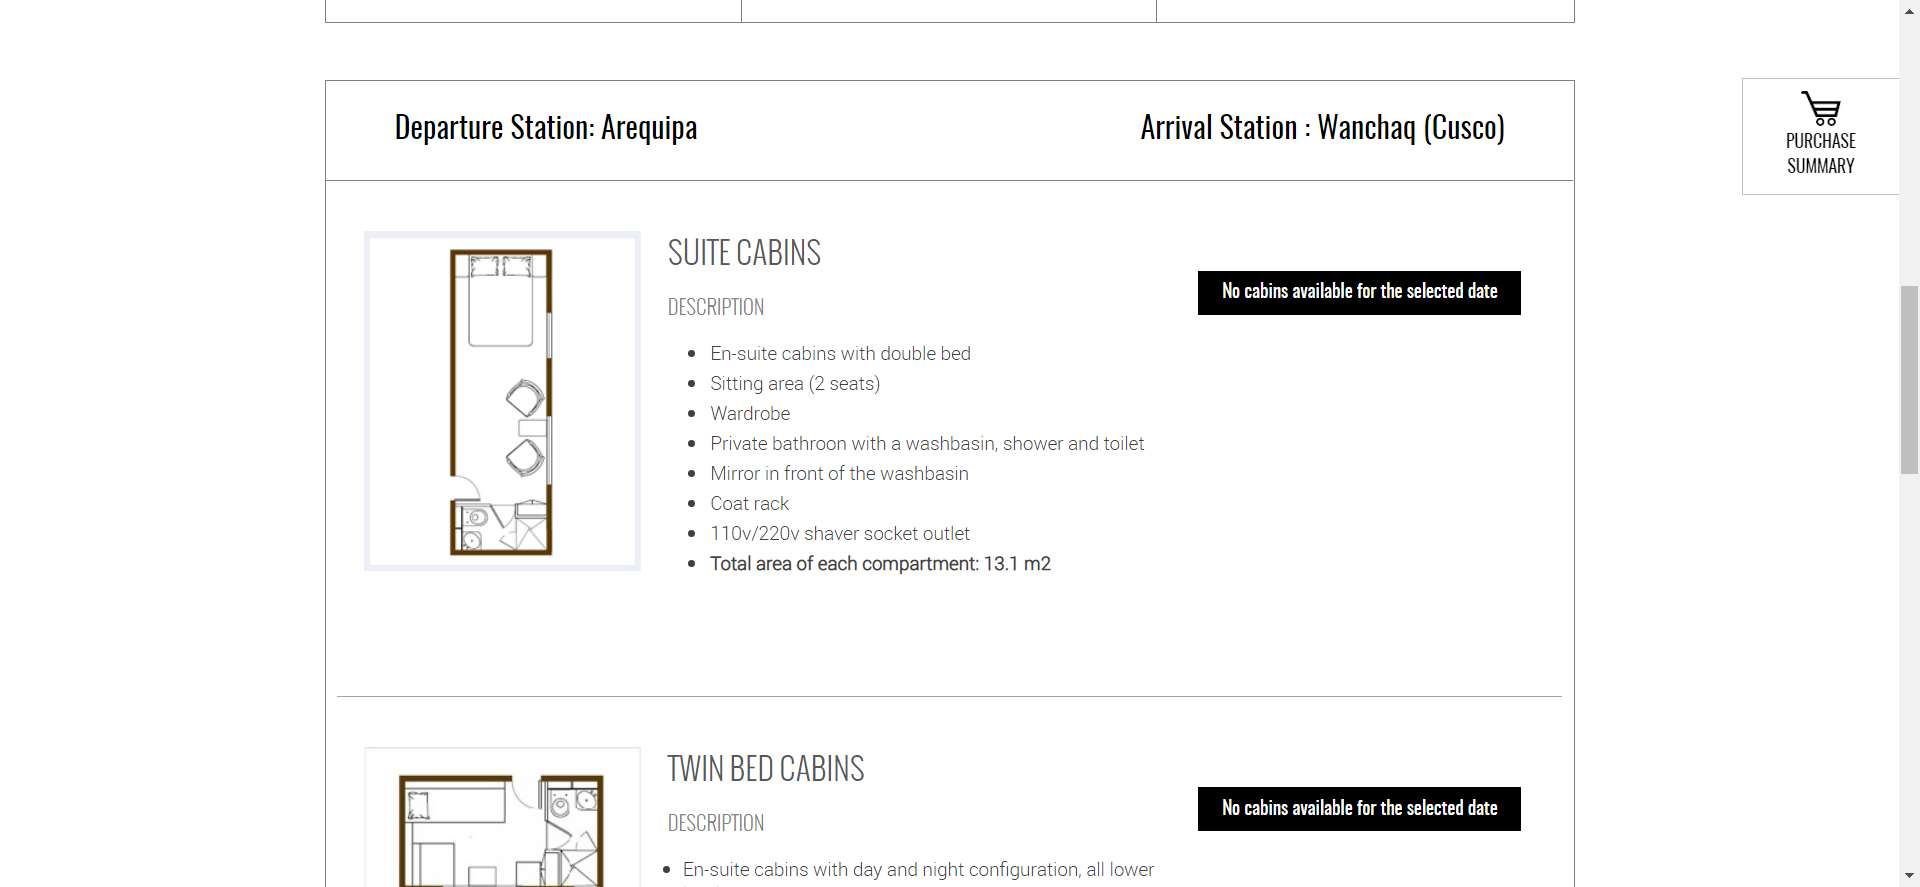 Departure Station: Arequipa
Arrival Station : Wanchaq (Cusco)
PURCHASE
SUMMARY
SUITE CABINS
No cabins available for the selected date
DESCRIPTION
En-suite cabins with double bed
Sitting area (2 seats)
Wardrobe
Private bathroon with a washbasin, shower and toilet
Mirror in front of the washbasin
Coat rack
110v/220v shaver socket outlet
Total area of each compartment: 13.1 m2
TWIN BED CABINS
No cabins available for the selected date
DESCRIPTION
En-suite cabins with day and night configuration, all lower